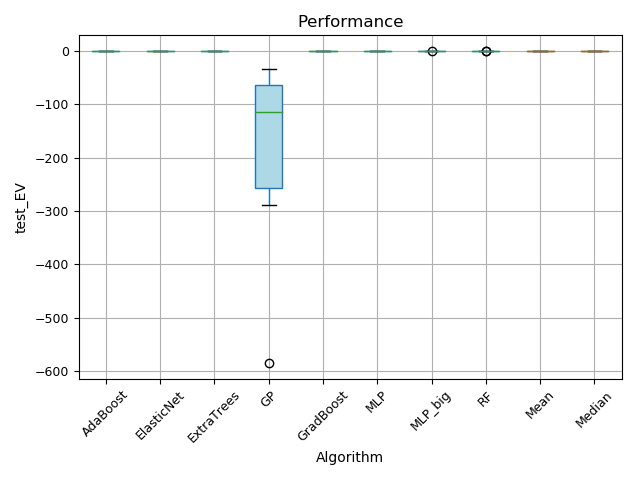 Performance
test_EV
0
−100
−200
−300
−400
−500
−600
AdaBoost
ElasticNet
ExtraTrees
GP
GradBoost
MLP
MLP_big
RF
Mean
Median
Algorithm